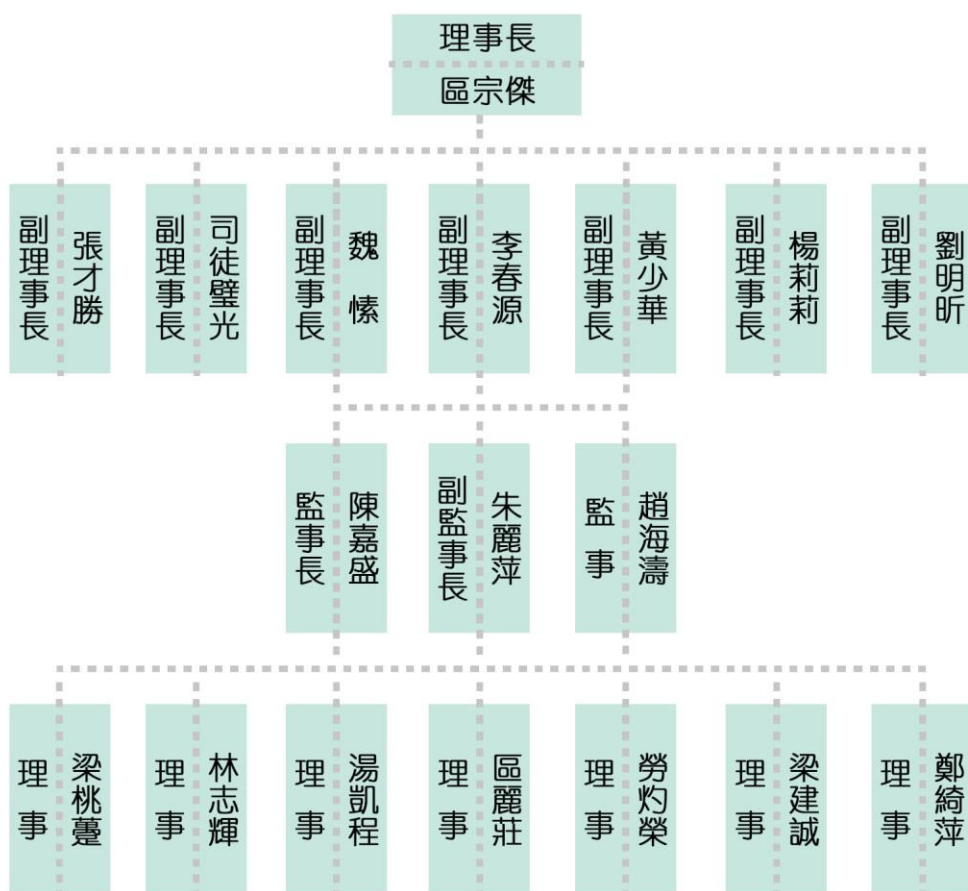 理事長
區宗傑
副理事長
張才勝
副理事長
司徒璧光
副理事長
魏 愫
副理事長
李春源
副理事長
黃少華
副理事長
楊莉莉
副理事長
劉明昕
監事長
陳嘉盛
副監事長
朱麗萍
監 事
趙海濤
理 事
梁桃躉
理 事
林志輝
理 事
湯凱程
理 事
區麗莊
理 事
勞灼榮
理 事
梁建誠
理 事
鄭綺萍